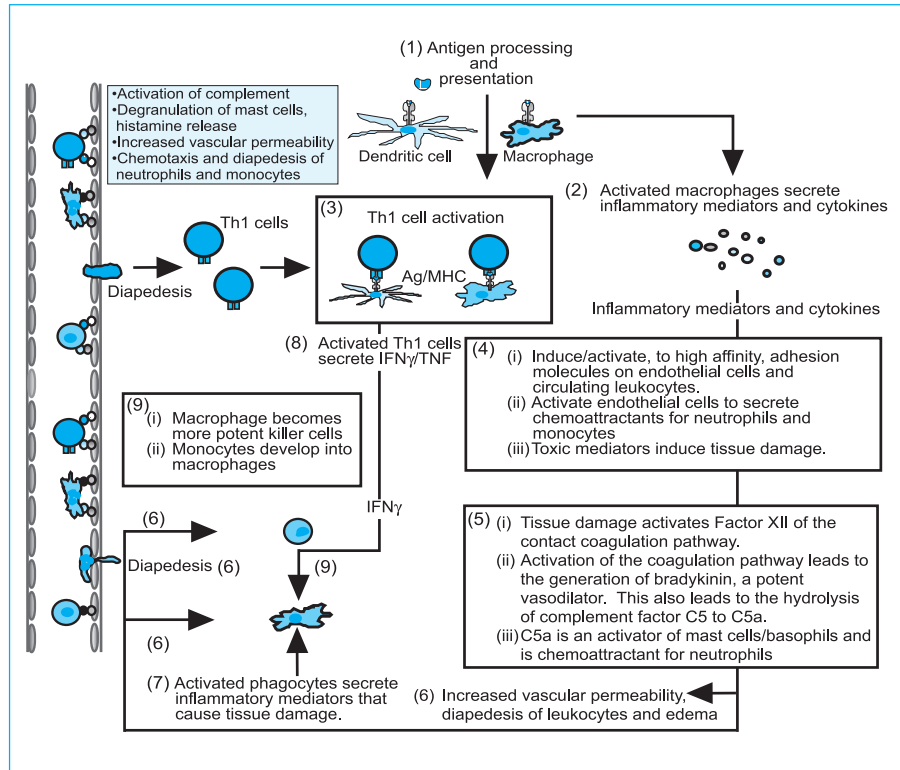 (1) Antigen processing
and
presentation
•Activation of complement
•Degranulation of mast cells,
histamine release
•Increased vascular permeability
•Chemotaxis and diapedesis of
neutrophils and monocytes
Dendritic cell
Macrophage
(2)
Activated macrophages secrete
inflammatory mediators and cytokines
(3)
Th1 cell activation
Ag/MHC
Th1 cells
Diapedesis
Inflammatory mediators and cytokines
(8) Activated Th1 cells
secrete IFNγ/TNF
(4)
(i) Induce/activate, to high affinity, adhesion
molecules on endothelial cells and
circulating leukocytes.
(ii) Activate endothelial cells to secrete
chemoattractants for neutrophils and
monocytes
(iii) Toxic mediators induce tissue damage.
(9)
(i) Macrophage becomes
more potent killer cells
(ii) Monocytes develop into
macrophages
IFNγ
(5)
(i) Tissue damage activates Factor XII of the
contact coagulation pathway.
(ii) Activation of the coagulation pathway leads to
the generation of bradykinin, a potent
vasodilator. This also leads to the hydrolysis
of complement factor C5 to C5a.
(iii) C5a is an activator of mast cells/basophils and
is chemoattractant for neutrophils
(6)
Diapedesis (6)
(9)
(6)
(7) Activated phagocytes secrete
inflammatory mediators that
cause tissue damage.
(6) Increased vascular permeability,
diapedesis of leukocytes and edema